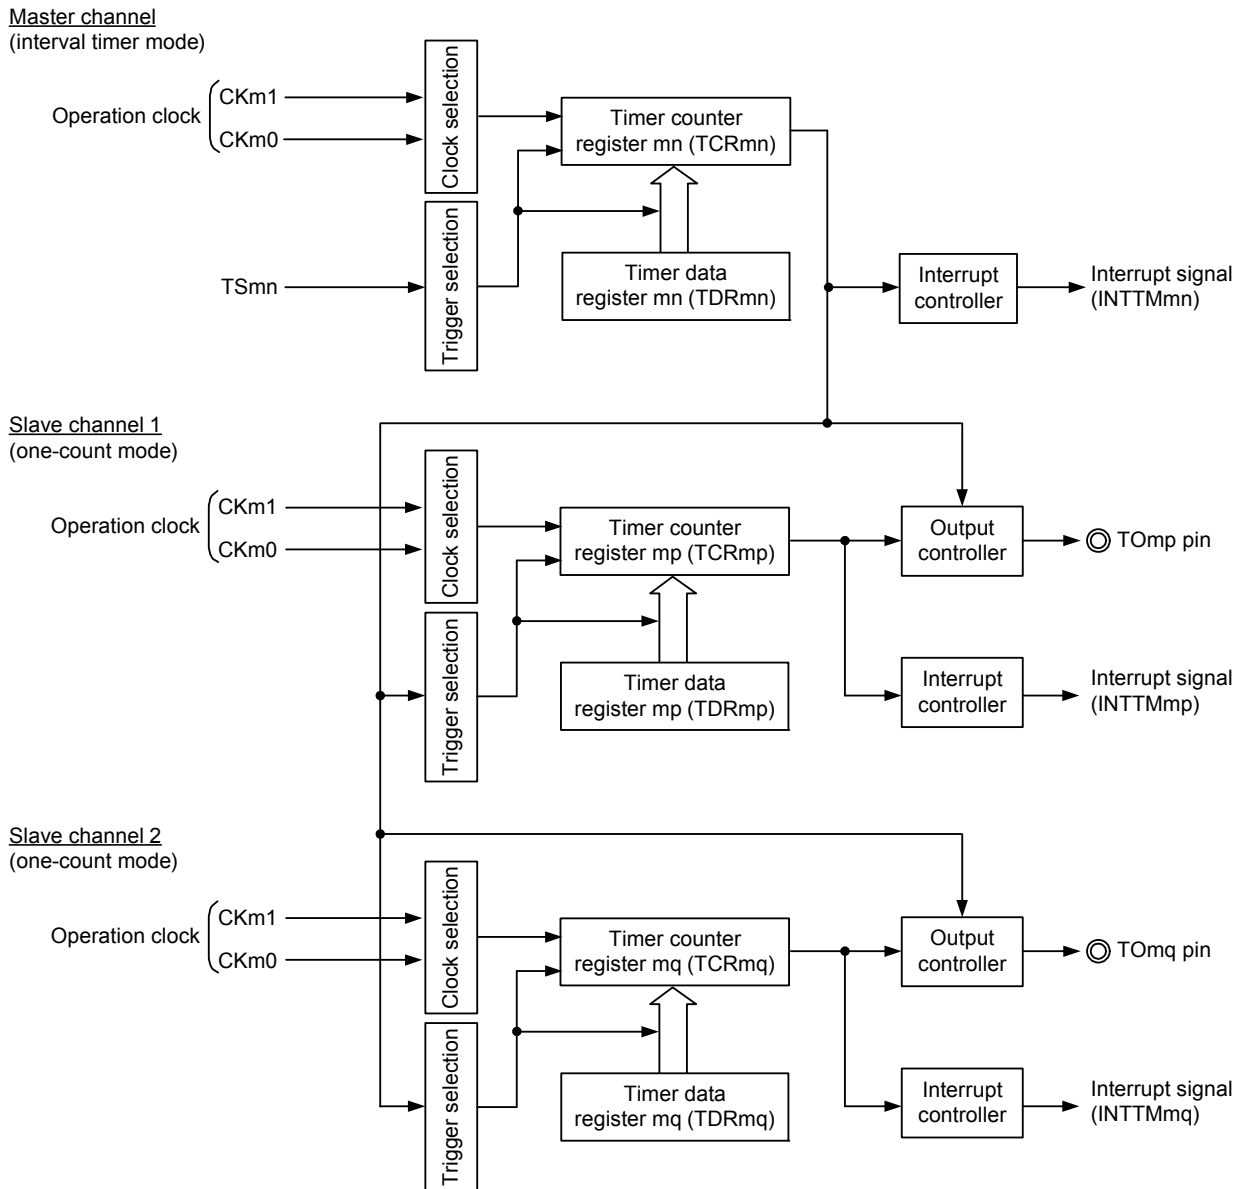 Master channel
(interval timer mode)
Operation clock
CKm1
CKm0
Clock selection
Timer counter
register mn (TCRmn)
TSmn
Trigger selection
Timer data
register mn (TDRmn)
Interrupt
controller
Interrupt signal
(INTTMmn)
Slave channel 1
(one-count mode)
Operation clock
CKm1
CKm0
Clock selection
Timer counter
register mp (TCRmp)
Output
controller
TOmp pin
Trigger selection
Timer data
register mp (TDRmp)
Interrupt
controller
Interrupt signal
(INTTMmp)
Slave channel 2
(one-count mode)
Operation clock
CKm1
CKm0
Clock selection
Timer counter
register mq (TCRmq)
Output
controller
TOmq pin
Trigger selection
Timer data
register mq (TDRmq)
Interrupt
controller
Interrupt signal
(INTTMmq)